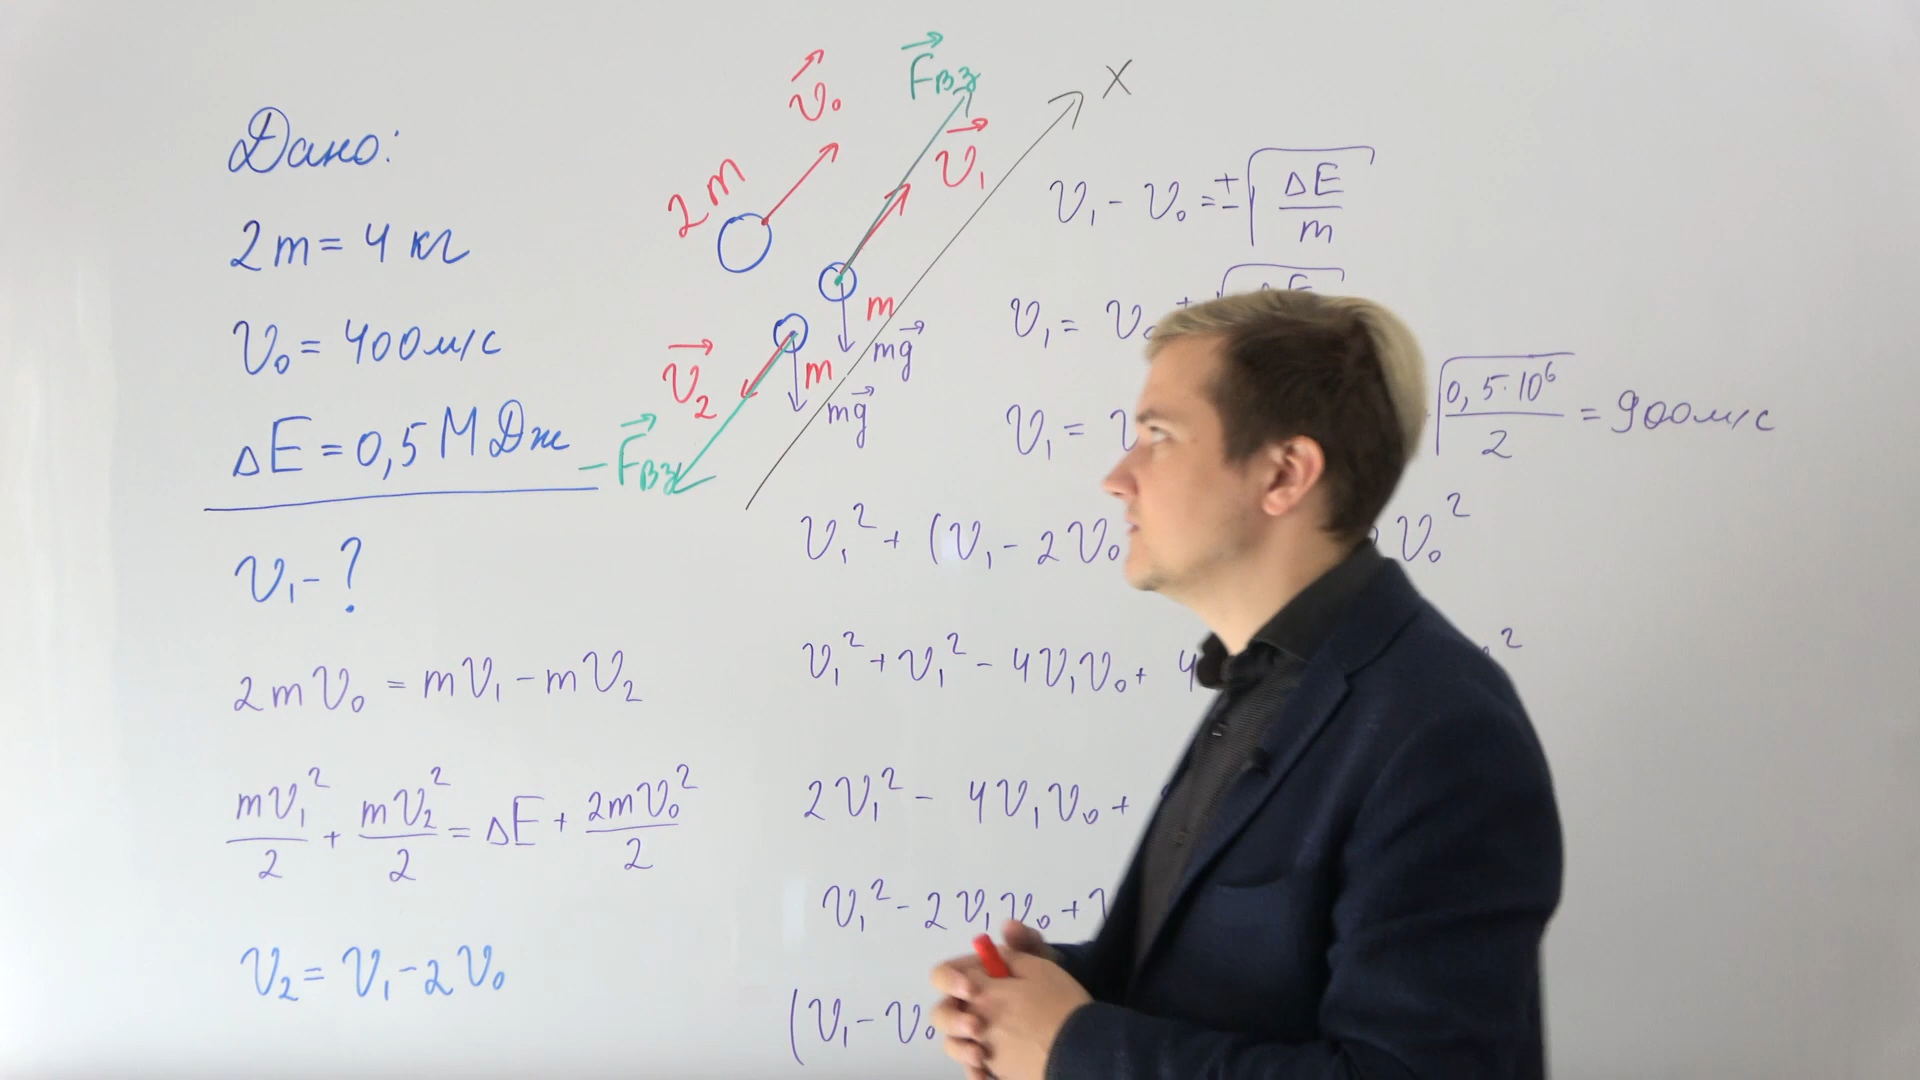 Дано:
2m = 4 кг
V₀ = 400 м/с
ΔE = 0,5 МДж
V₁ - ?
2mV₀ = mV₁ - mV₂
mV₁²/2 + mV₂²/2 = ΔE + 2mV₀²/2
V₂ = V₁ - 2V₀
2m
V₀
Fвз
V₁
X
m
mg
V₂
m
mg
-Fвз
V₁ - V₀ = ±√(ΔE/m)
V₁ = V₀ +
V₁ =
√(0,5·10⁶/2) = 900 м/с
V₁² + (V₁ - 2V₀
V₀²
V₁² + V₁² - 4V₁V₀ + 4
2V₁² - 4V₁V₀ +
V₁² - 2V₁V₀ +
(V₁ - V₀